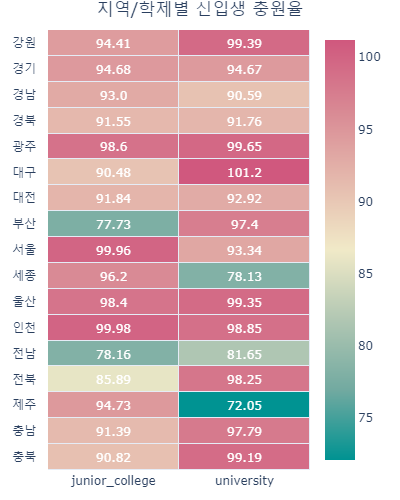 지역/학제별 신입생 충원율
강원 94.41 99.39
경기 94.68 94.67
경남 93.0 90.59
경북 91.55 91.76
광주 98.6 99.65
대구 90.48 101.2
대전 91.84 92.92
부산 77.73 97.4
서울 99.96 93.34
세종 96.2 78.13
울산 98.4 99.35
인천 99.98 98.85
전남 78.16 81.65
전북 85.89 98.25
제주 94.73 72.05
충남 91.39 97.79
충북 90.82 99.19
junior_college university
100
95
90
85
80
75